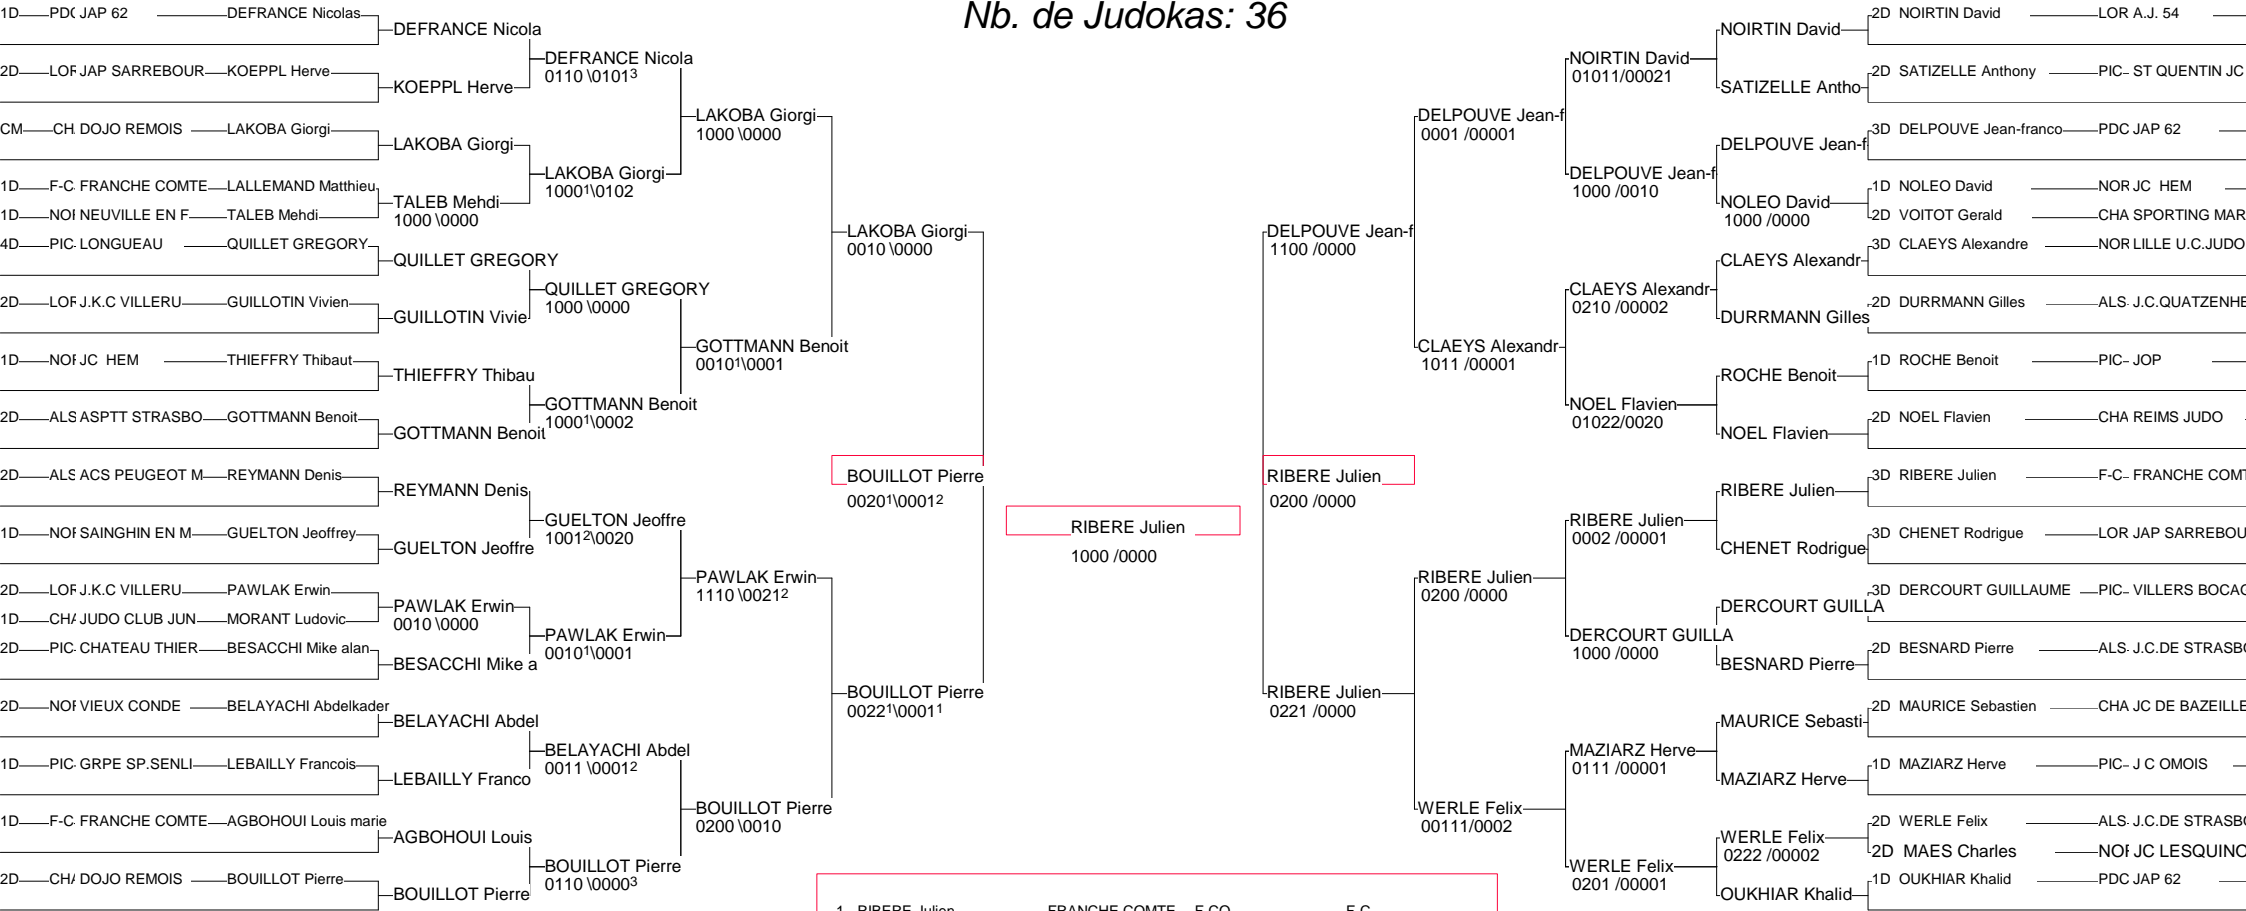 Nb. de Judokas: 36
1D PDC JAP 62 DEFRANCE Nicolas
2D LOR JAP SARREBOUR KOEPPL Herve
CM CH DOJO REMOIS LAKOBA Giorgi
1D F-C FRANCHE COMTE LALLEMAND Matthieu
1D NOR NEUVILLE EN F TALEB Mehdi
4D PIC LONGUEAU QUILLET GREGORY
2D LOR J.K.C VILLERU GUILLOTIN Vivien
1D NOR JC HEM THIEFFRY Thibaut
2D ALS ASPTT STRASBO GOTTMANN Benoit
2D ALS ACS PEUGEOT M REYMANN Denis
1D NOR SAINGHIN EN M GUELTON Jeoffrey
2D LOR J.K.C VILLERU PAWLAK Erwin
1D CHA JUDO CLUB JUN MORANT Ludovic
2D PIC CHATEAU THIER BESACCHI Mike alan
2D NOR VIEUX CONDE BELAYACHI Abdelkader
1D PIC GRPE SP.SENLI LEBAILLY Francois
1D F-C FRANCHE COMTE AGBOHOUI Louis marie
2D CHA DOJO REMOIS BOUILLOT Pierre
DEFRANCE Nicola
KOEPPL Herve
LAKOBA Giorgi
TALEB Mehdi
1000 \0000
QUILLET GREGORY
GUILLOTIN Vivie
THIEFFRY Thibau
GOTTMANN Benoit
REYMANN Denis
GUELTON Jeoffre
PAWLAK Erwin
0010 \0000
BESACCHI Mike a
BELAYACHI Abdel
LEBAILLY Franco
AGBOHOUI Louis
BOUILLOT Pierre
DEFRANCE Nicola
0110 \01013
LAKOBA Giorgi
10001\0102
QUILLET GREGORY
1000 \0000
GOTTMANN Benoit
10001\0002
GUELTON Jeoffre
10012\0020
PAWLAK Erwin
00101\0001
BELAYACHI Abdel
0011 \00012
BOUILLOT Pierre
0110 \00003
LAKOBA Giorgi
1000 \0000
GOTTMANN Benoit
00101\0001
PAWLAK Erwin
1110 \00212
BOUILLOT Pierre
0200 \0010
LAKOBA Giorgi
0010 \0000
BOUILLOT Pierre
00201\00012
BOUILLOT Pierre
00221\00011
RIBERE Julien
1000 /0000
DELPOUVE Jean-f
1100 /0000
RIBERE Julien
0200 /0000
RIBERE Julien
0221 /0000
DELPOUVE Jean-f
0001 /00001
CLAEYS Alexandr
1011 /00001
RIBERE Julien
0200 /0000
WERLE Felix
00111/0002
NOIRTIN David
01011/00021
DELPOUVE Jean-f
1000 /0010
CLAEYS Alexandr
0210 /00002
NOEL Flavien
01022/0020
RIBERE Julien
0002 /00001
DERCOURT GUILLA
1000 /0000
MAZIARZ Herve
0111 /00001
WERLE Felix
0201 /00001
NOIRTIN David
SATIZELLE Antho
DELPOUVE Jean-f
NOLEO David
1000 /0000
CLAEYS Alexandr
DURRMANN Gilles
ROCHE Benoit
NOEL Flavien
RIBERE Julien
CHENET Rodrigue
DERCOURT GUILLA
BESNARD Pierre
MAURICE Sebasti
MAZIARZ Herve
WERLE Felix
0222 /00002
OUKHIAR Khalid
2D NOIRTIN David LOR A.J. 54
2D SATIZELLE Anthony PIC ST QUENTIN JC
3D DELPOUVE Jean-franco PDC JAP 62
1D NOLEO David NOR JC HEM
2D VOITOT Gerald CHA SPORTING MAR
3D CLAEYS Alexandre NOR LILLE U.C.JUDO
2D DURRMANN Gilles ALS J.C.QUATZENHE
1D ROCHE Benoit PIC JOP
2D NOEL Flavien CHA REIMS JUDO
3D RIBERE Julien F-C FRANCHE COMT
3D CHENET Rodrigue LOR JAP SARREBOU
3D DERCOURT GUILLAUME PIC VILLERS BOCAG
2D BESNARD Pierre ALS J.C.DE STRASBO
2D MAURICE Sebastien CHA JC DE BAZEILLE
1D MAZIARZ Herve PIC J C OMOIS
2D WERLE Felix ALS J.C.DE STRASBO
2D MAES Charles NOR JC LESQUINO
1D OUKHIAR Khalid PDC JAP 62
1 RIBERE Julien FRANCHE COMTE F-CO F-C